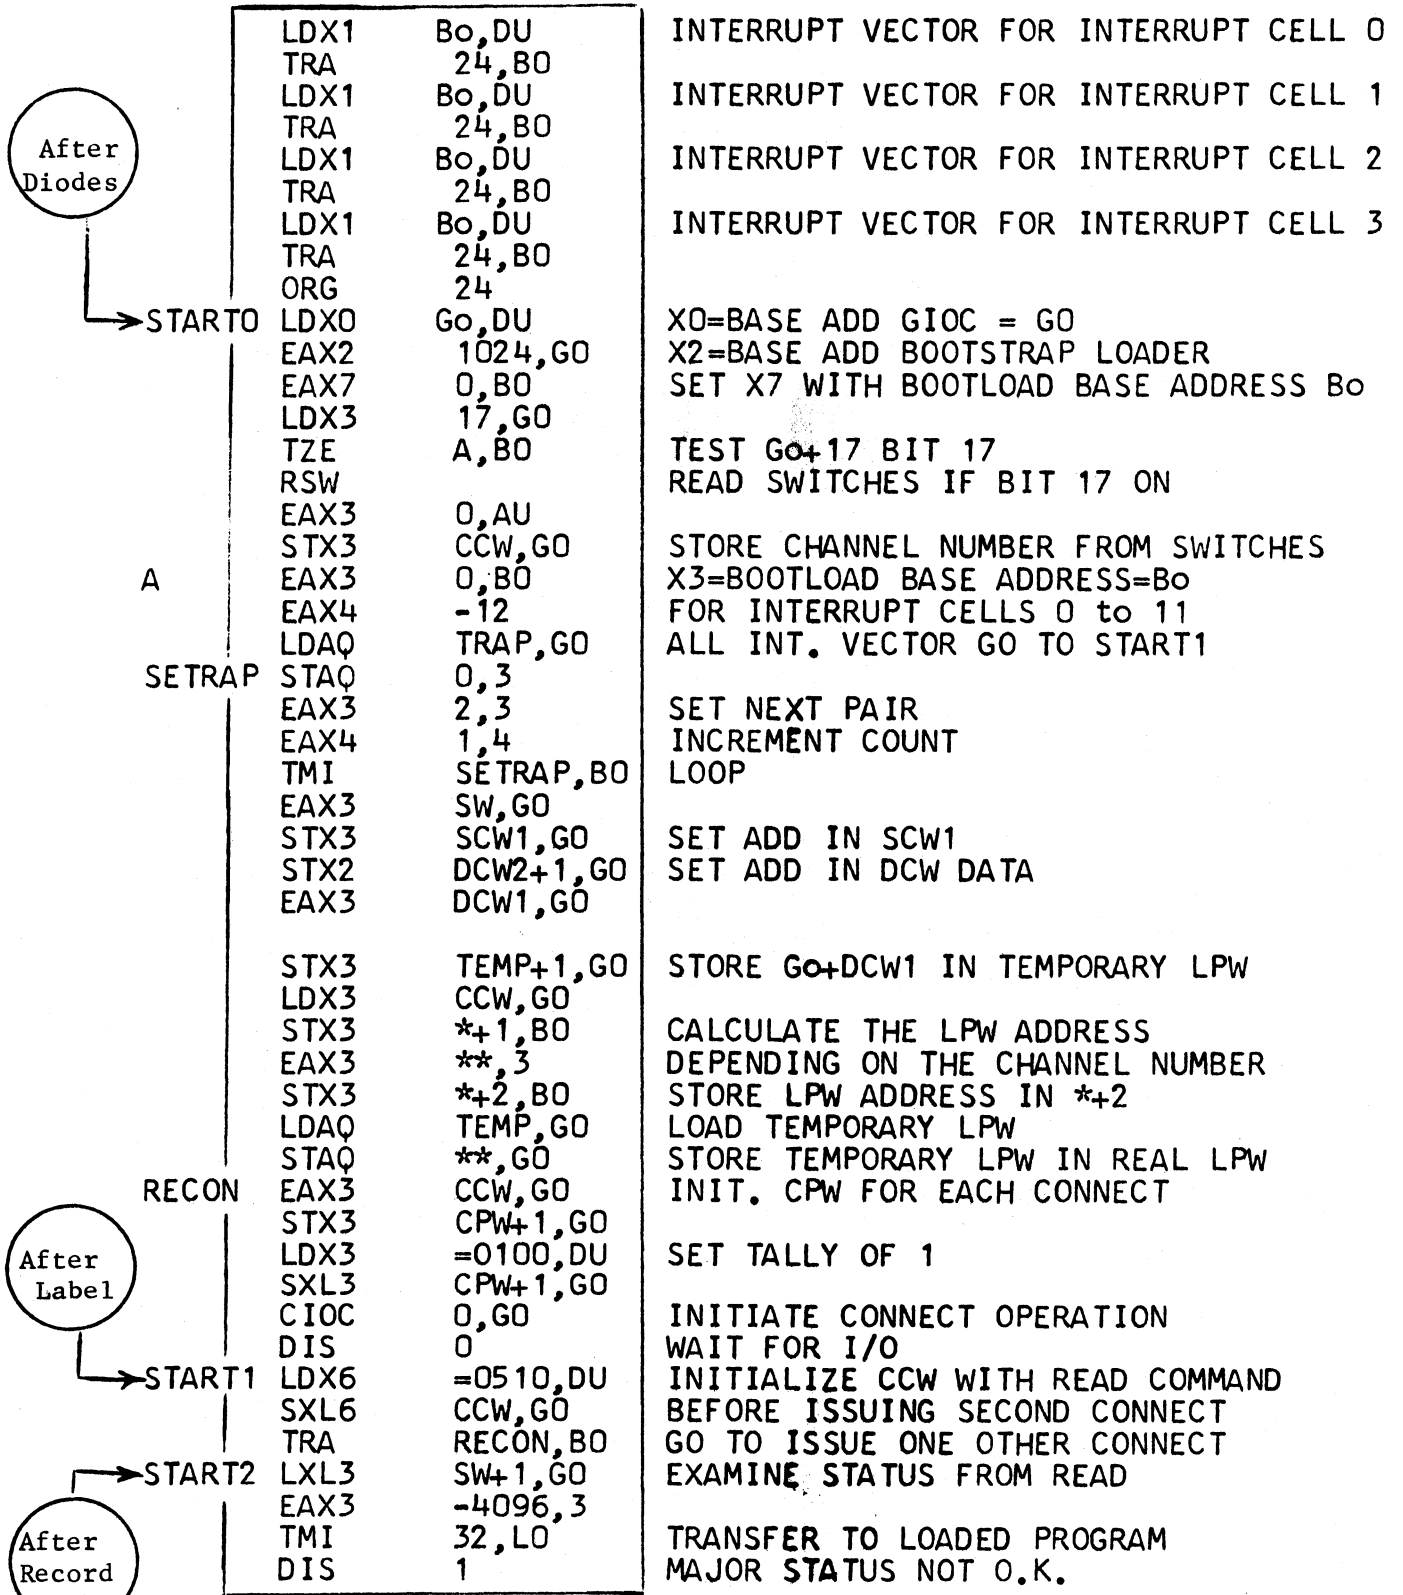 LDX1 Bo,DU INTERRUPT VECTOR FOR INTERRUPT CELL 0
TRA 24,BO
LDX1 Bo,DU INTERRUPT VECTOR FOR INTERRUPT CELL 1
TRA 24,BO
After
Diodes
LDX1 Bo,DU INTERRUPT VECTOR FOR INTERRUPT CELL 2
TRA 24,BO
LDX1 Bo,DU INTERRUPT VECTOR FOR INTERRUPT CELL 3
TRA 24,BO
ORG 24
START0 LDX0 Go,DU X0=BASE ADD GIOC = GO
EAX2 1024,GO X2=BASE ADD BOOTSTRAP LOADER
EAX7 0,BO SET X7 WITH BOOTLOAD BASE ADDRESS Bo
LDX3 17,GO
TZE A,BO TEST Go+17 BIT 17
RSW READ SWITCHES IF BIT 17 ON
EAX3 0,AU
STX3 CCW,GO STORE CHANNEL NUMBER FROM SWITCHES
A EAX3 0,BO X3=BOOTLOAD BASE ADDRESS=Bo
EAX4 -12 FOR INTERRUPT CELLS 0 to 11
LDAQ TRAP,GO ALL INT. VECTOR GO TO START1
SETRAP STAQ 0,3
EAX3 2,3 SET NEXT PAIR
EAX4 1,4 INCREMENT COUNT
TMI SETRAP,BO LOOP
EAX3 SW,GO
STX3 SCW1,GO SET ADD IN SCW1
STX2 DCW2+1,GO SET ADD IN DCW DATA
EAX3 DCW1,GO
STX3 TEMP+1,GO STORE Go+DCW1 IN TEMPORARY LPW
LDX3 CCW,GO
STX3 *+1,BO CALCULATE THE LPW ADDRESS
EAX3 **,3 DEPENDING ON THE CHANNEL NUMBER
STX3 *+2,BO STORE LPW ADDRESS IN *+2
LDAQ TEMP,GO LOAD TEMPORARY LPW
STAQ **,GO STORE TEMPORARY LPW IN REAL LPW
RECON EAX3 CCW,GO INIT. CPW FOR EACH CONNECT
STX3 CPW+1,GO
After
Label
LDX3 =0100,DU SET TALLY OF 1
SXL3 CPW+1,GO
CIOC 0,GO INITIATE CONNECT OPERATION
DIS 0 WAIT FOR I/O
START1 LDX6 =0510,DU INITIALIZE CCW WITH READ COMMAND
SXL6 CCW,GO BEFORE ISSUING SECOND CONNECT
TRA RECON,BO GO TO ISSUE ONE OTHER CONNECT
START2 LXL3 SW+1,GO EXAMINE STATUS FROM READ
EAX3 -4096,3
After
Record
TMI 32,LO TRANSFER TO LOADED PROGRAM
DIS 1 MAJOR STATUS NOT O.K.